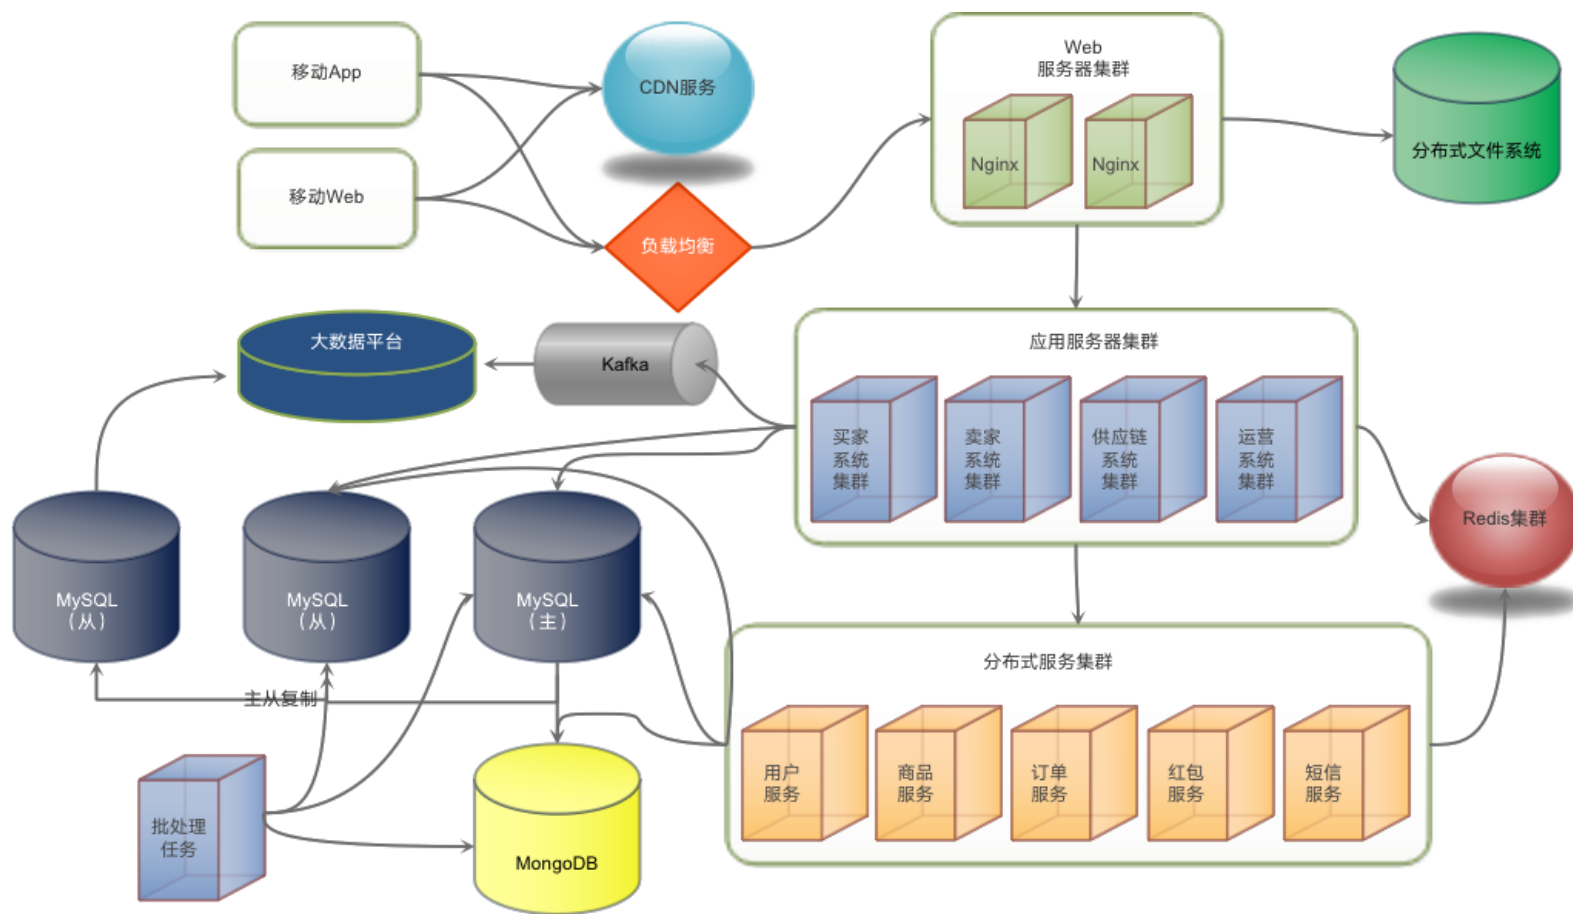 移动App
CDN服务
Web
服务器集群
Nginx
Nginx
分布式文件系统
移动Web
负载均衡
大数据平台
Kafka
应用服务器集群
买家
系统
集群
卖家
系统
集群
供应链
系统
集群
运营
系统
集群
Redis集群
MySQL
（从）
MySQL
（从）
MySQL
（主）
主从复制
分布式服务集群
用户
服务
商品
服务
订单
服务
红包
服务
短信
服务
批处理
任务
MongoDB